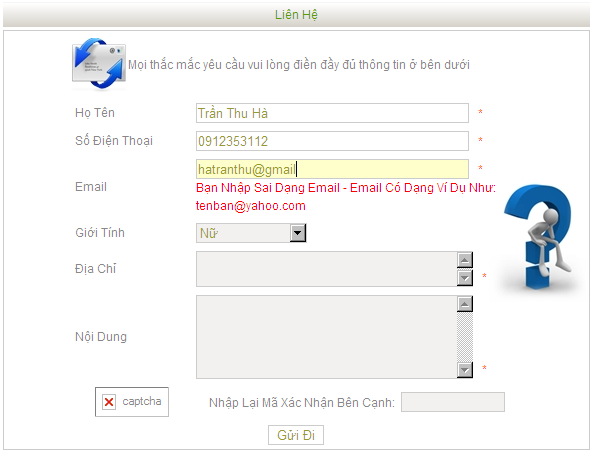 Liên Hệ
Mọi thắc mắc yêu cầu vui lòng điền đầy đủ thông tin ở bên dưới
Họ Tên Trần Thu Hà *
Số Điện Thoại 0912353112 *
hatranthu@gmail *
Email Bạn Nhập Sai Dạng Email - Email Có Dạng Ví Dụ Như:
tenban@yahoo.com
Giới Tính Nữ
Địa Chỉ *
Nội Dung *
captcha Nhập Lại Mã Xác Nhận Bên Cạnh:
Gửi Đi